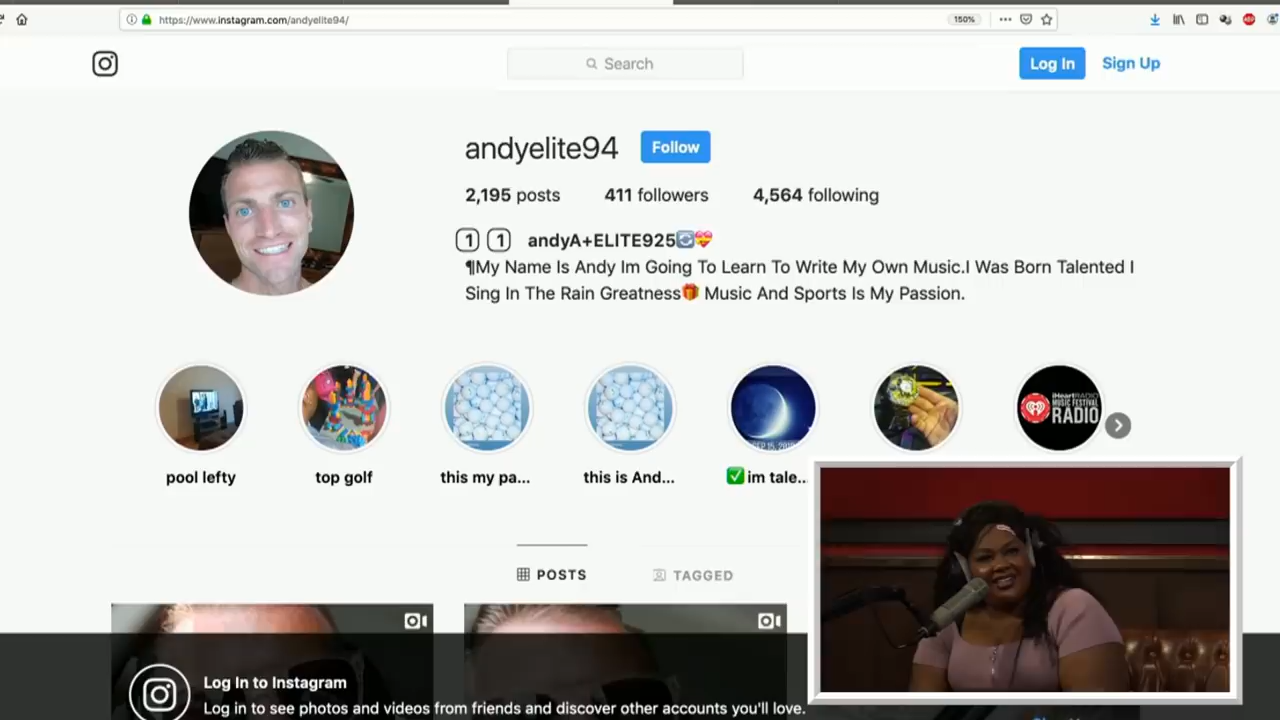 https://www.instagram.com/andyelite94/
150%
Search
Log In
Sign Up
andyelite94
Follow
2,195 posts
411 followers
4,564 following
1 1 andyA+ELITE925🔄💝
¶My Name Is Andy Im Going To Learn To Write My Own Music.I Was Born Talented I
Sing In The Rain Greatness🎁 Music And Sports Is My Passion.
iHeartRADIO
MUSIC FESTIVAL
RADIO
pool lefty
top golf
this my pa...
this is And...
✅im tale...
POSTS
TAGGED
Log In to Instagram
Log in to see photos and videos from friends and discover other accounts you'll love.